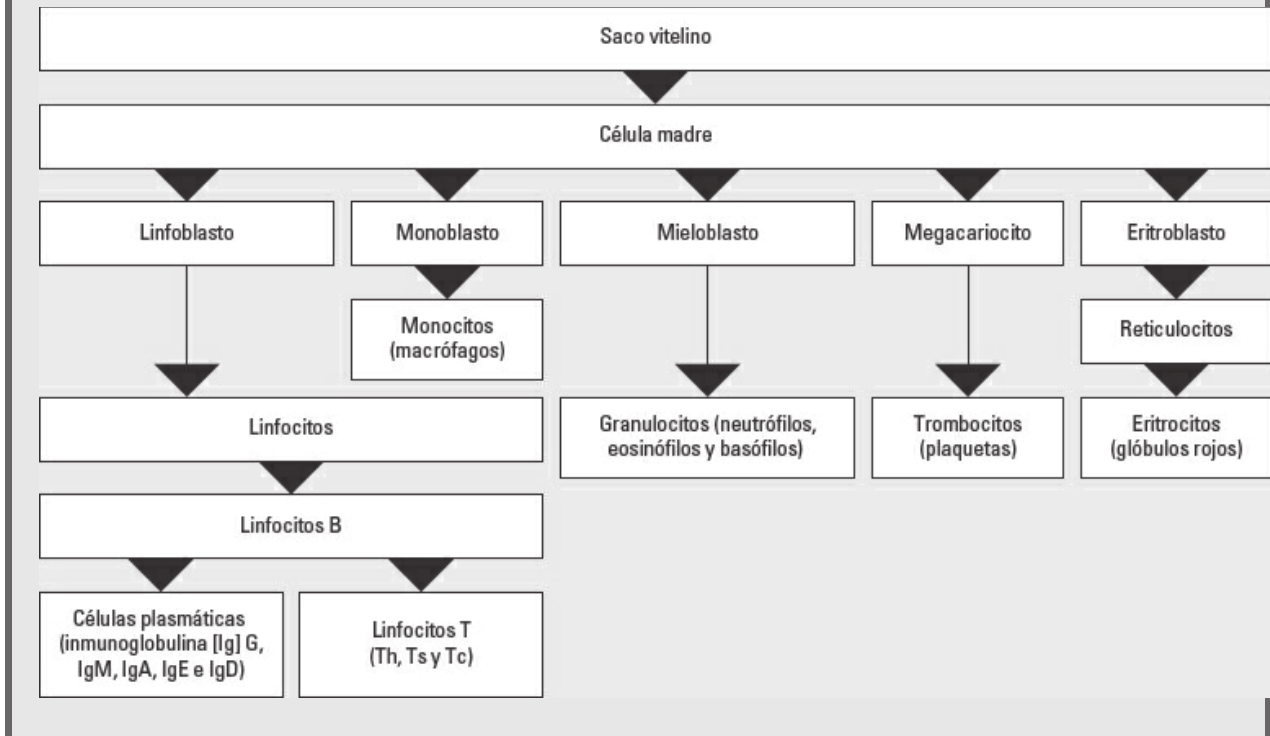 Saco vitelino
Célula madre
Linfoblasto
Monoblasto
Mieloblasto
Megacariocito
Eritroblasto
Monocitos
(macrófagos)
Reticulocitos
Linfocitos
Granulocitos (neutrófilos,
eosinófilos y basófilos)
Trombocitos
(plaquetas)
Eritrocitos
(glóbulos rojos)
Linfocitos B
Células plasmáticas
(inmunoglobulina [Ig] G,
IgM, IgA, IgE e IgD)
Linfocitos T
(Th, Ts y Tc)